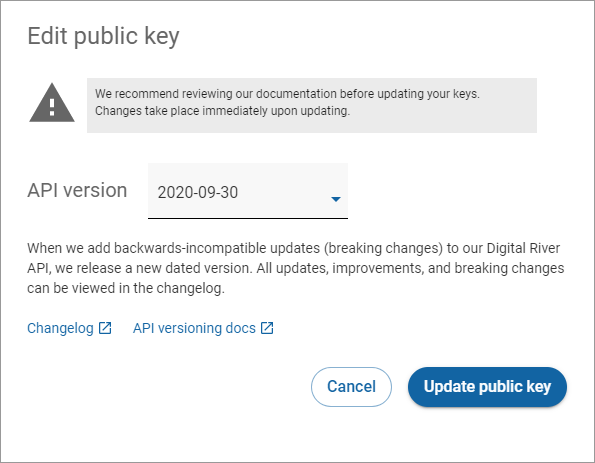 Edit public key
We recommend reviewing our documentation before updating your keys.
Changes take place immediately upon updating.
API version
2020-09-30
When we add backwards-incompatible updates (breaking changes) to our Digital River
API, we release a new dated version. All updates, improvements, and breaking changes
can be viewed in the changelog.
Changelog API versioning docs
Cancel Update public key